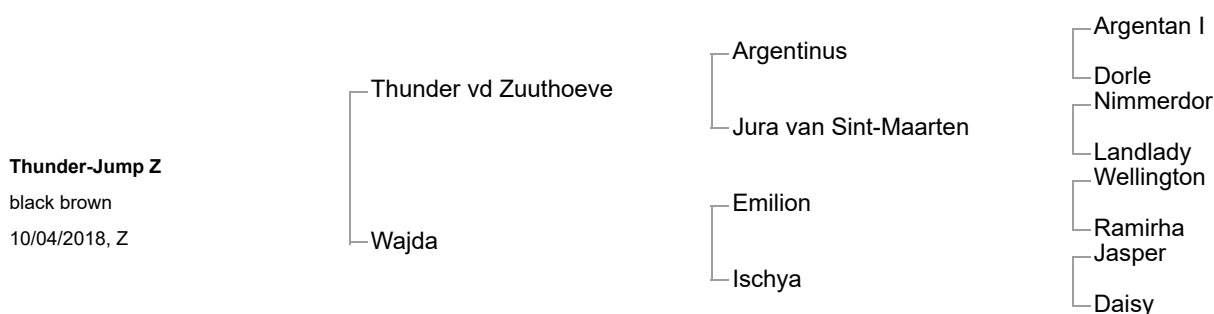 Thunder-Jump Z
black brown
10/04/2018, Z
Thunder vd Zuuthoeve
Wajda
Argentinus
Jura van Sint-Maarten
Emilion
Ischya
Argentan I
Dorle
Nimmerdor
Landlady
Wellington
Ramirha
Jasper
Daisy